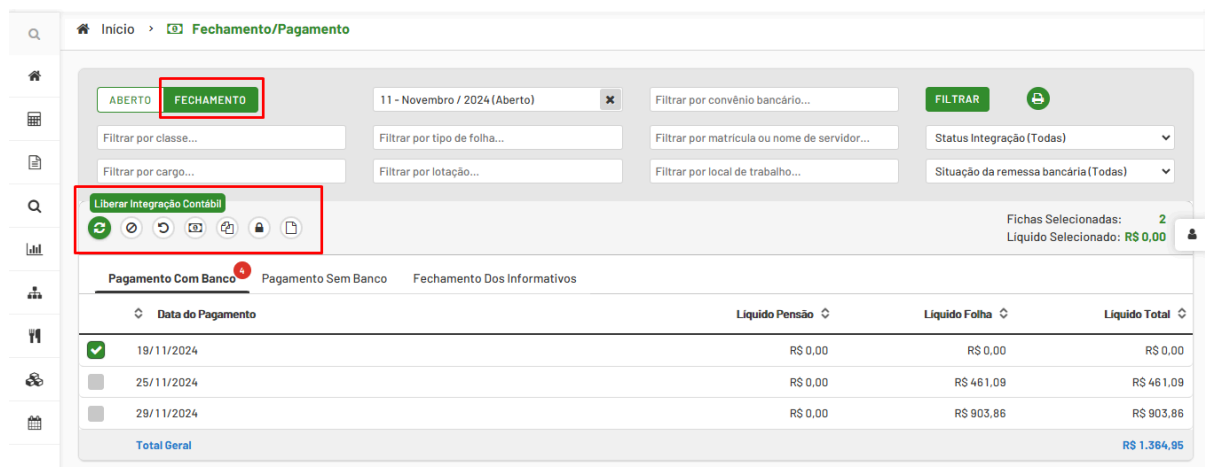 Início > Fechamento/Pagamento
ABERTO FECHAMENTO 11 - Novembro / 2024 (Aberto) Filtrar por convênio bancário... FILTRAR
Filtrar por classe... Filtrar por tipo de folha... Filtrar por matricula ou nome de servidor... Status Integração (Todas)
Filtrar por cargo... Filtrar por lotação... Filtrar por local de trabalho... Situação da remessa bancária (Todas)
Liberar Integração Contábil
Fichas Selecionadas: 2
Líquido Selecionado: R$ 0,00
Pagamento Com Banco 4 Pagamento Sem Banco Fechamento Dos Informativos
Data do Pagamento Líquido Pensão Líquido Folha Líquido Total
19/11/2024 R$ 0,00 R$ 0,00 R$ 0,00
25/11/2024 R$ 0,00 R$ 461,09 R$ 461,09
29/11/2024 R$ 0,00 R$ 903,86 R$ 903,86
Total Geral R$ 1.364,95